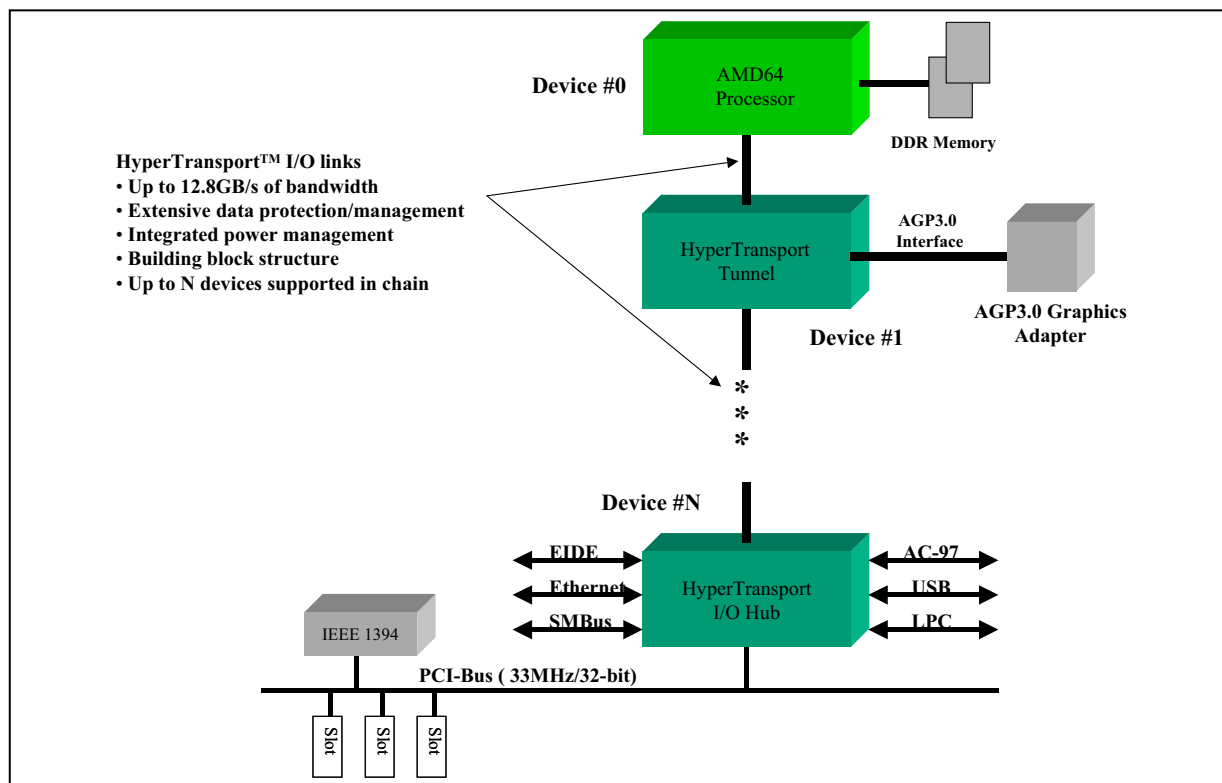 AMD64
Processor
Device #0
DDR Memory
HyperTransport™ I/O links
• Up to 12.8GB/s of bandwidth
• Extensive data protection/management
• Integrated power management
• Building block structure
• Up to N devices supported in chain
HyperTransport
Tunnel
AGP3.0
Interface
AGP3.0 Graphics
Adapter
Device #1
*
*
*
Device #N
EIDE
Ethernet
SMBus
HyperTransport
I/O Hub
AC-97
USB
LPC
IEEE 1394
PCI-Bus ( 33MHz/32-bit)
Slot
Slot
Slot